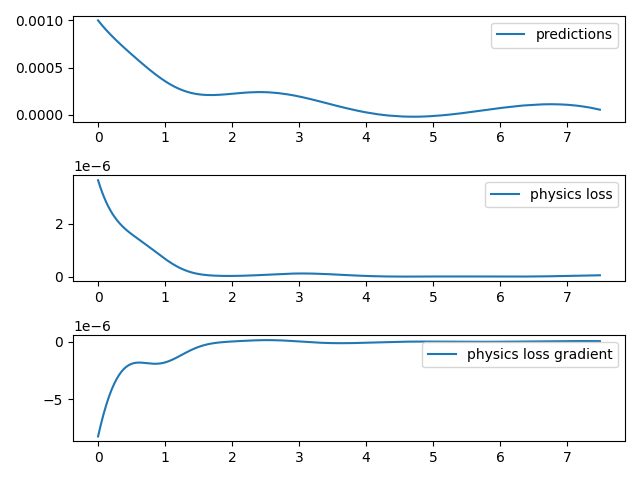 0.0010
predictions
0.0005
0.0000
0 1 2 3 4 5 6 7
1e−6
physics loss
2
0
0 1 2 3 4 5 6 7
1e−6
0
physics loss gradient
−5
0 1 2 3 4 5 6 7